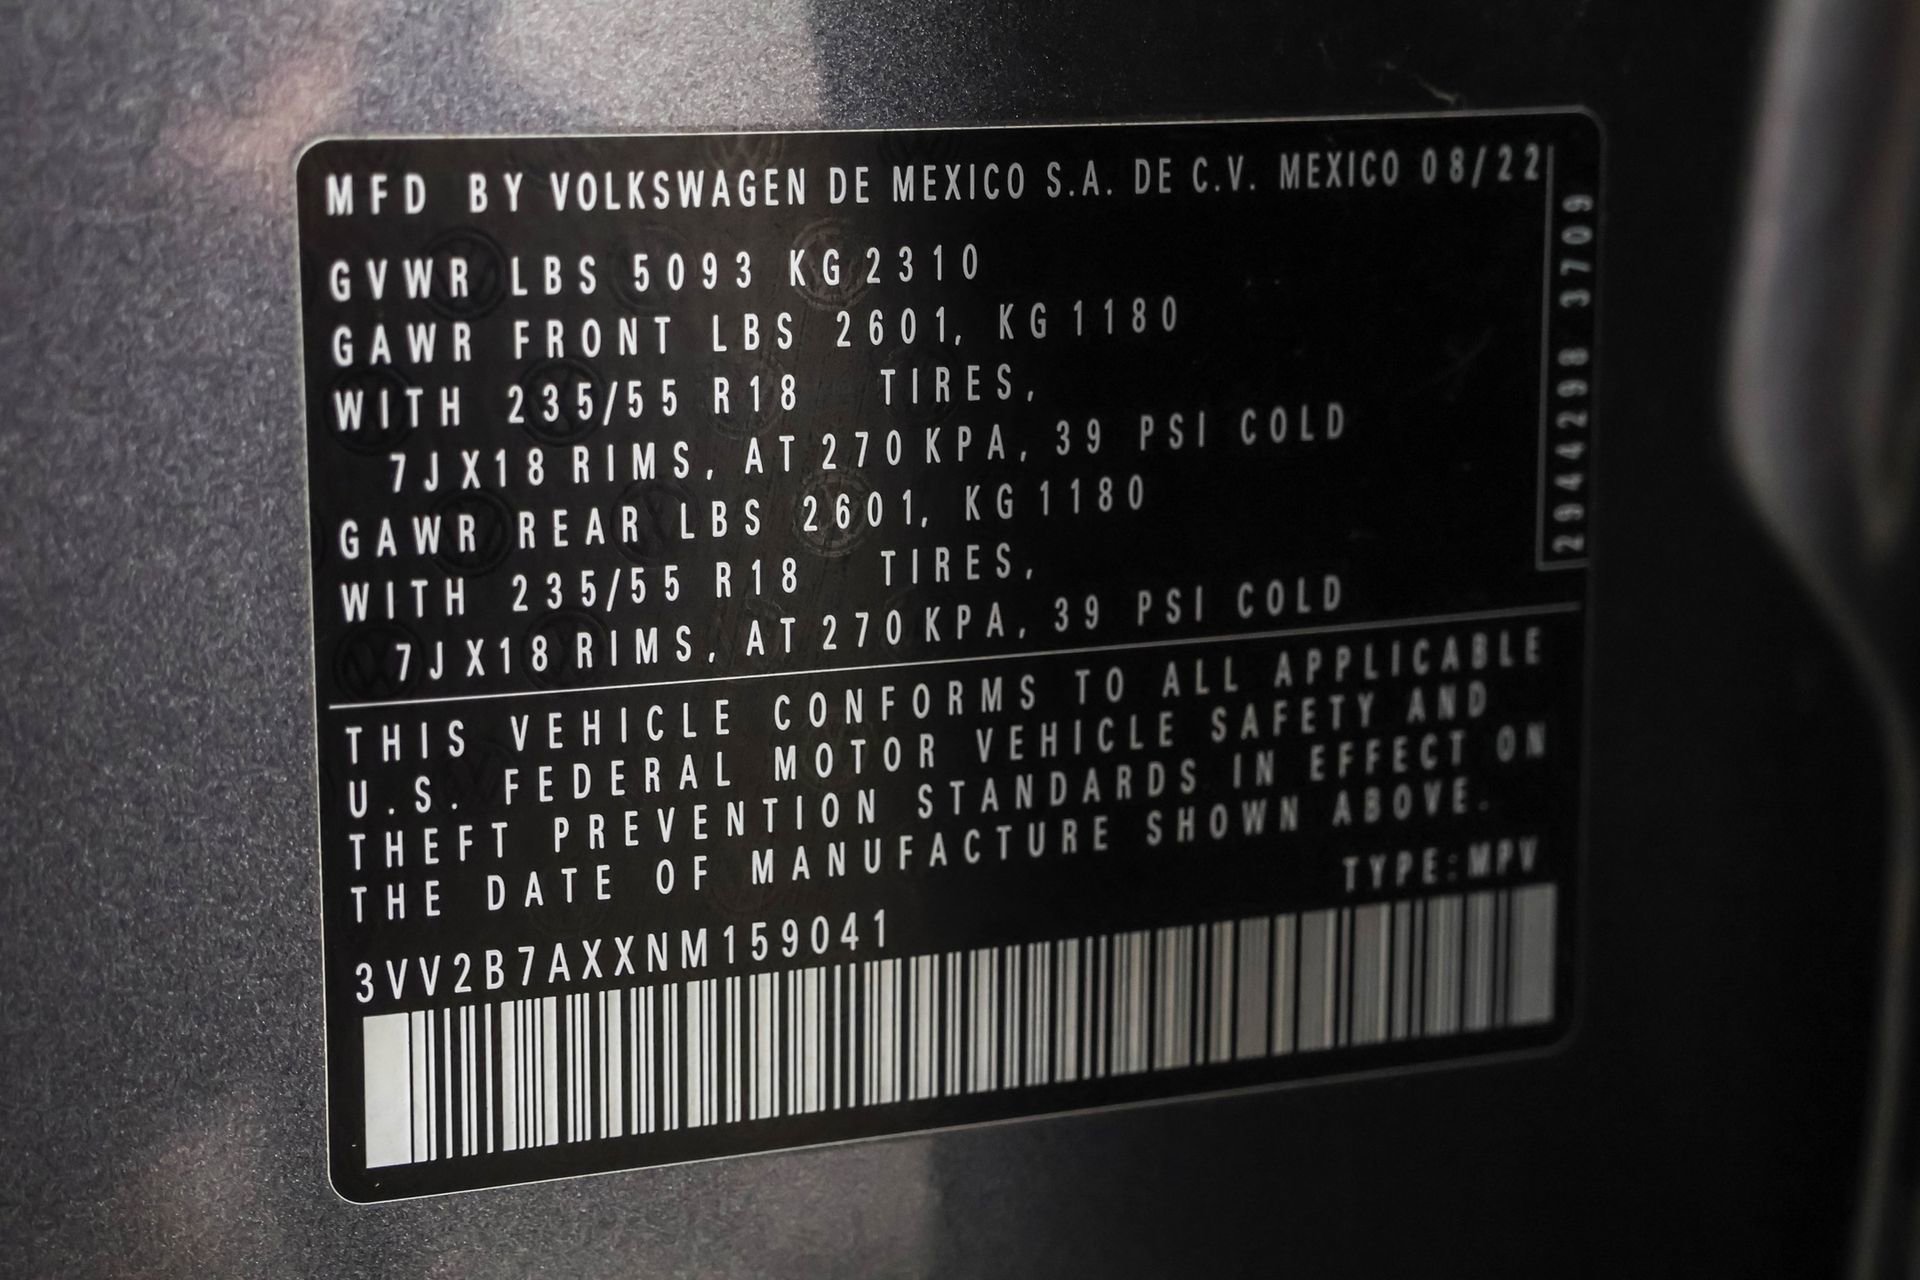 MFD BY VOLKSWAGEN DE MEXICO S.A. DE C.V. MEXICO 08/22
GVWR LBS 5093 KG 2310
GAWR FRONT LBS 2601, KG 1180
WITH 235/55 R18 TIRES,
7JX18 RIMS, AT 270 KPA, 39 PSI COLD
GAWR REAR LBS 2601, KG 1180
WITH 235/55 R18 TIRES,
7JX18 RIMS, AT 270 KPA, 39 PSI COLD
2944298 3709
THIS VEHICLE CONFORMS TO ALL APPLICABLE
U.S. FEDERAL MOTOR VEHICLE SAFETY AND
THEFT PREVENTION STANDARDS IN EFFECT ON
THE DATE OF MANUFACTURE SHOWN ABOVE.
TYPE:MPV
3VV2B7AXXNM159041